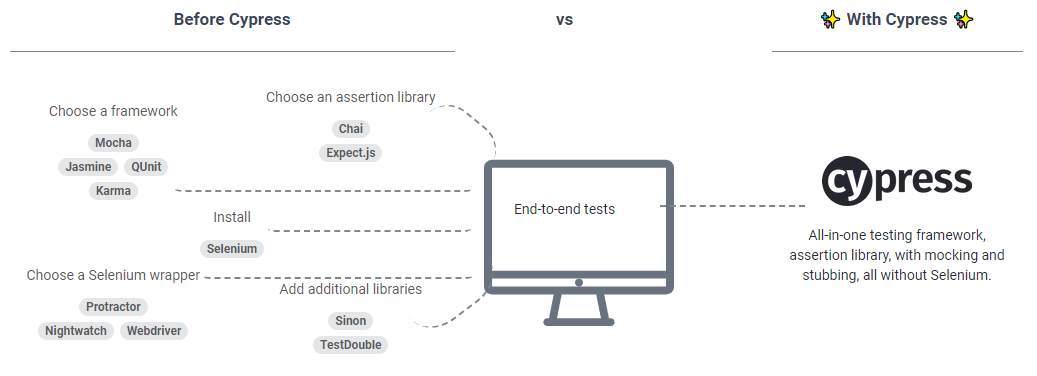 Before Cypress
vs
With Cypress
Choose a framework
Mocha
Jasmine QUnit
Karma
Choose an assertion library
Chai
Expect.js
Install
Selenium
Choose a Selenium wrapper
Protractor
Nightwatch Webdriver
Add additional libraries
Sinon
TestDouble
End-to-end tests
cypress
All-in-one testing framework,
assertion library, with mocking and
stubbing, all without Selenium.